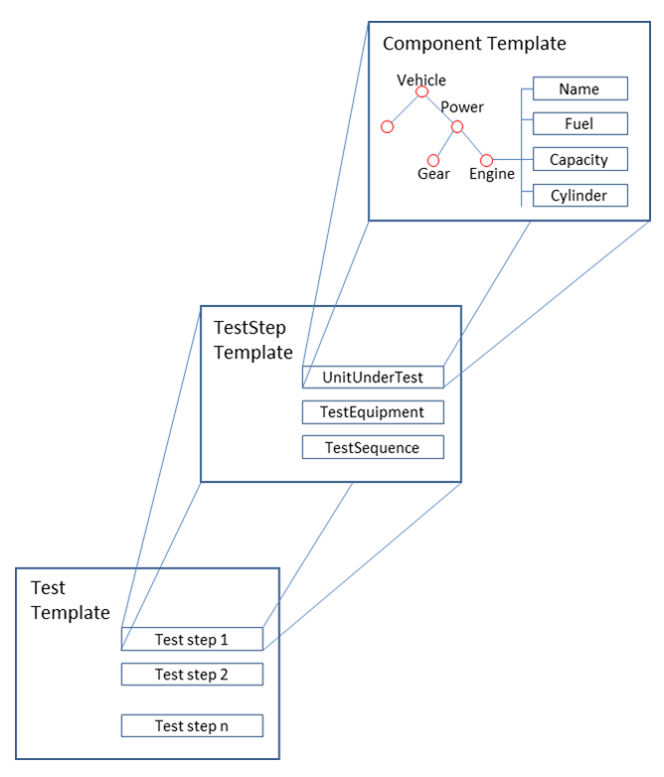 Component Template
Vehicle
Name
Power
Fuel
Capacity
Gear
Engine
Cylinder
TestStep
Template
UnitUnderTest
TestEquipment
TestSequence
Test
Template
Test step 1
Test step 2
Test step n